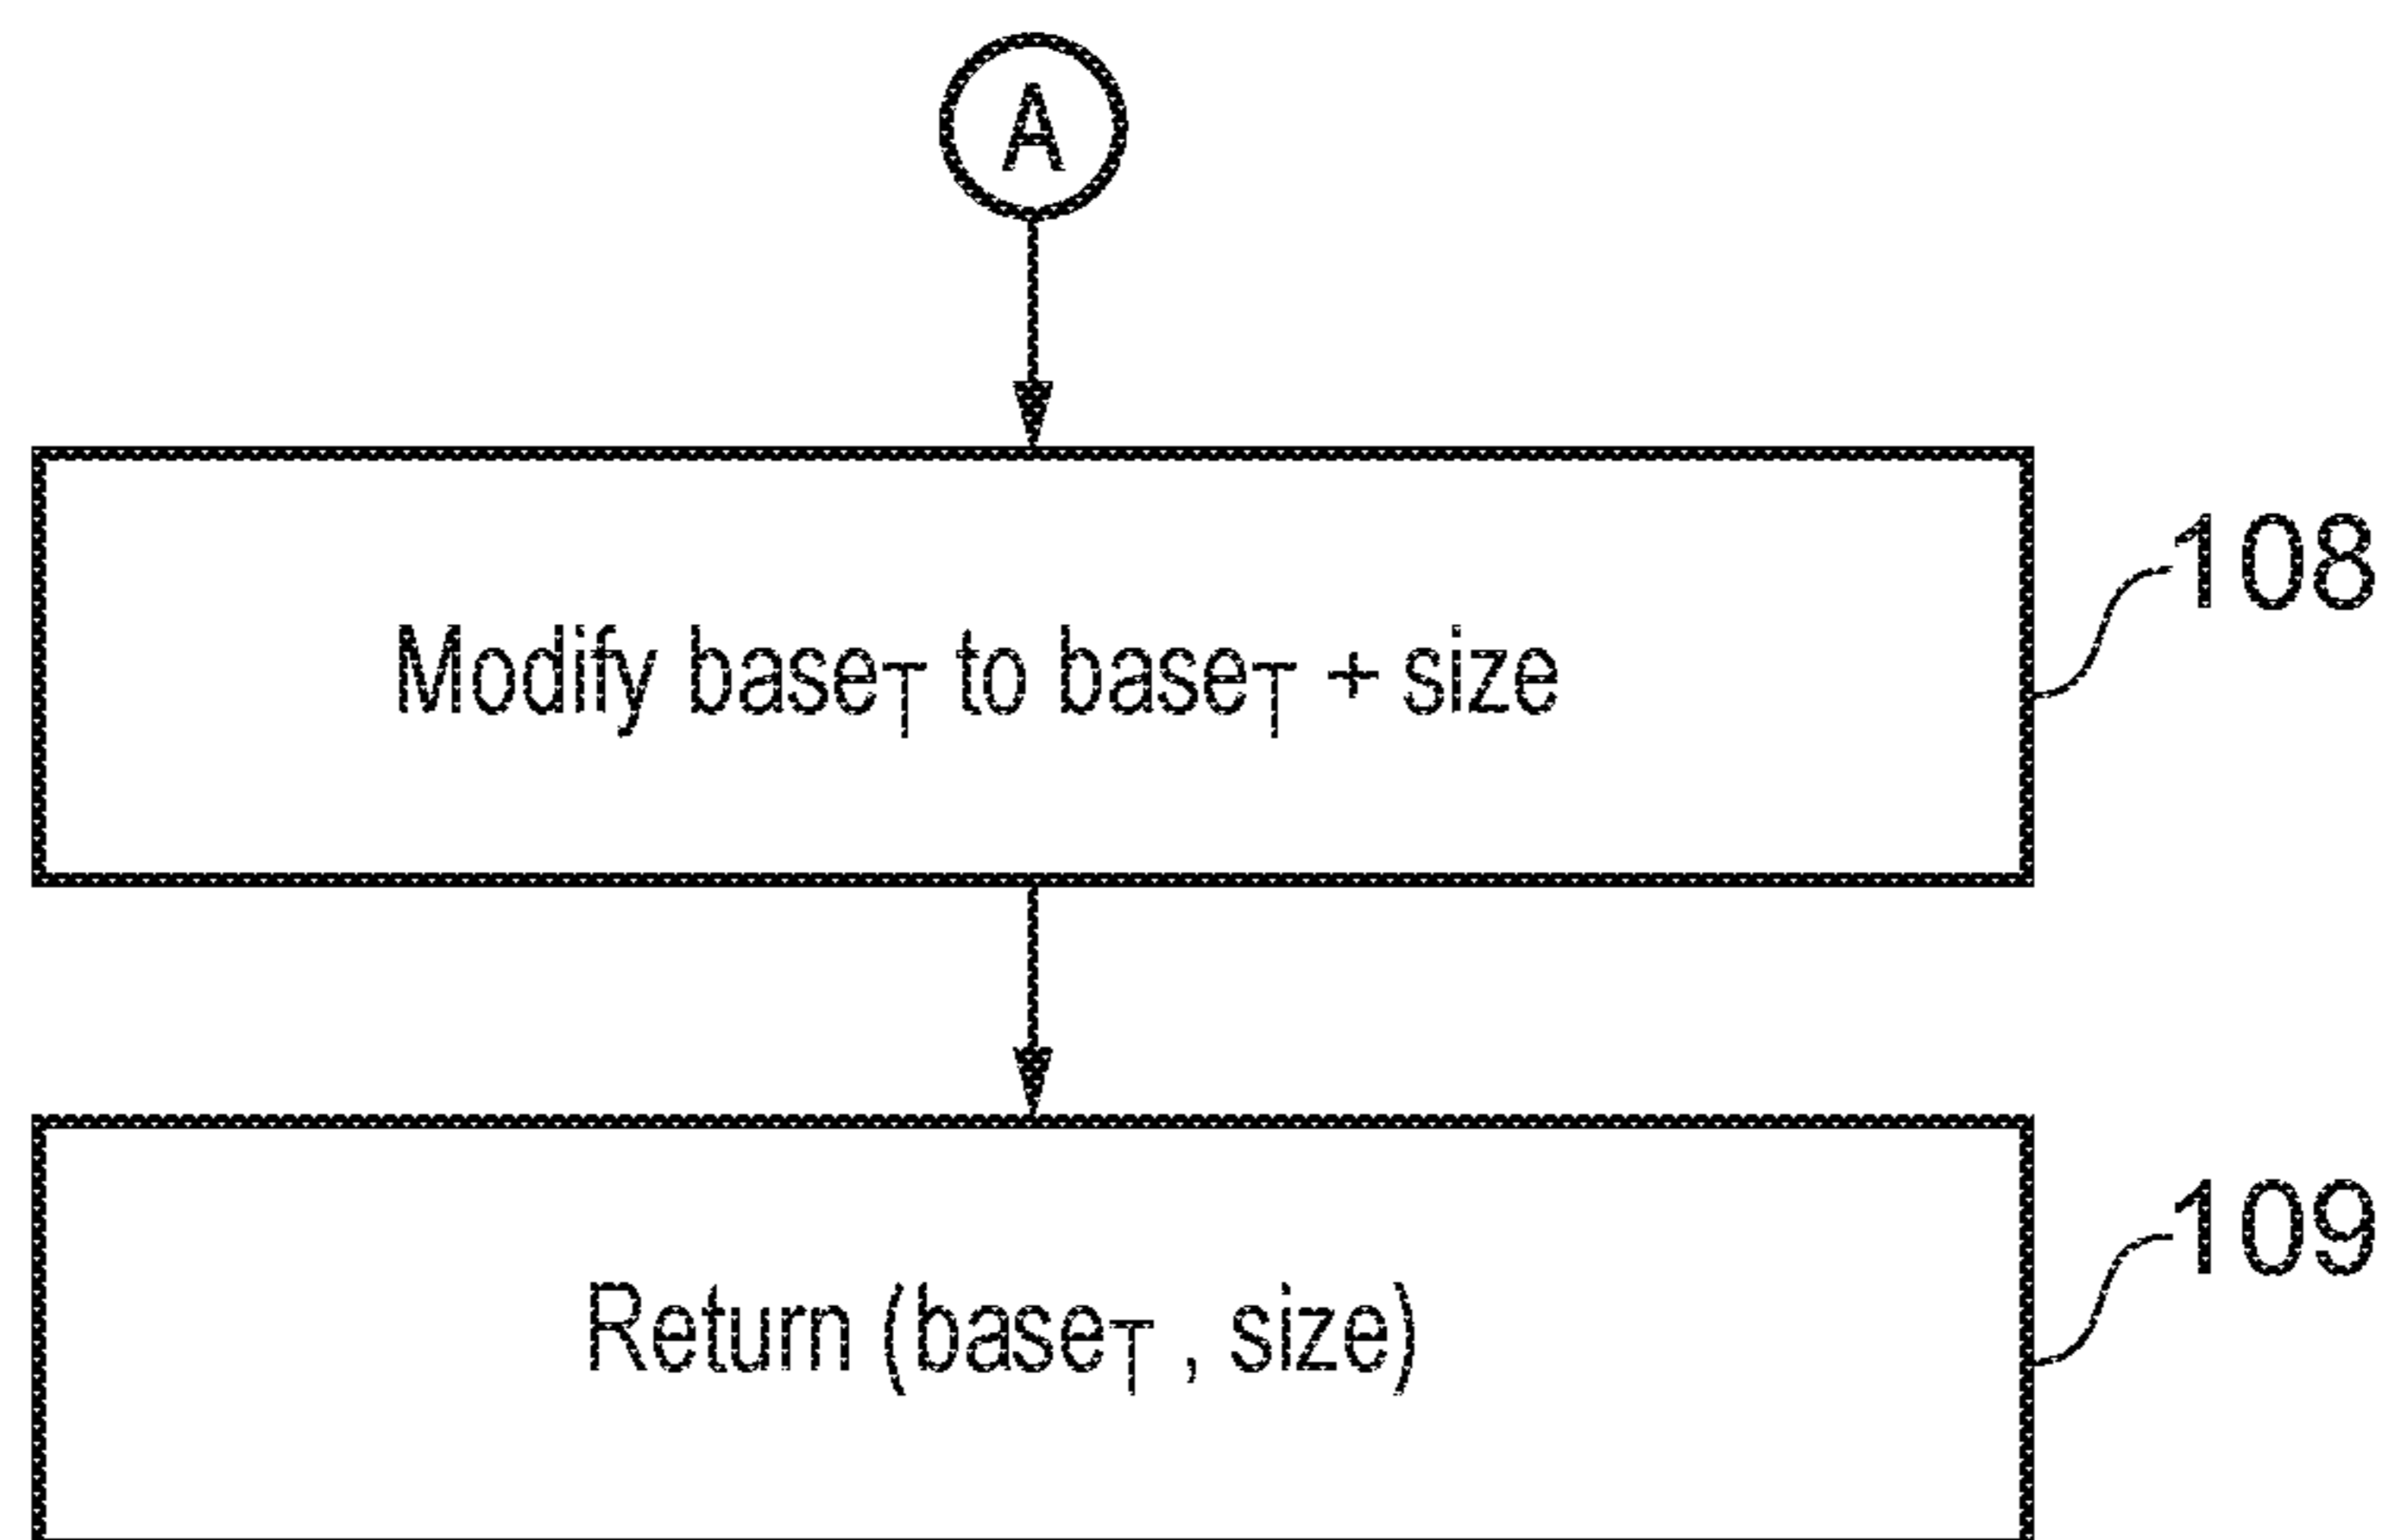 A
108
Modify baseT to baseT + size
109
Return (baseT , size)